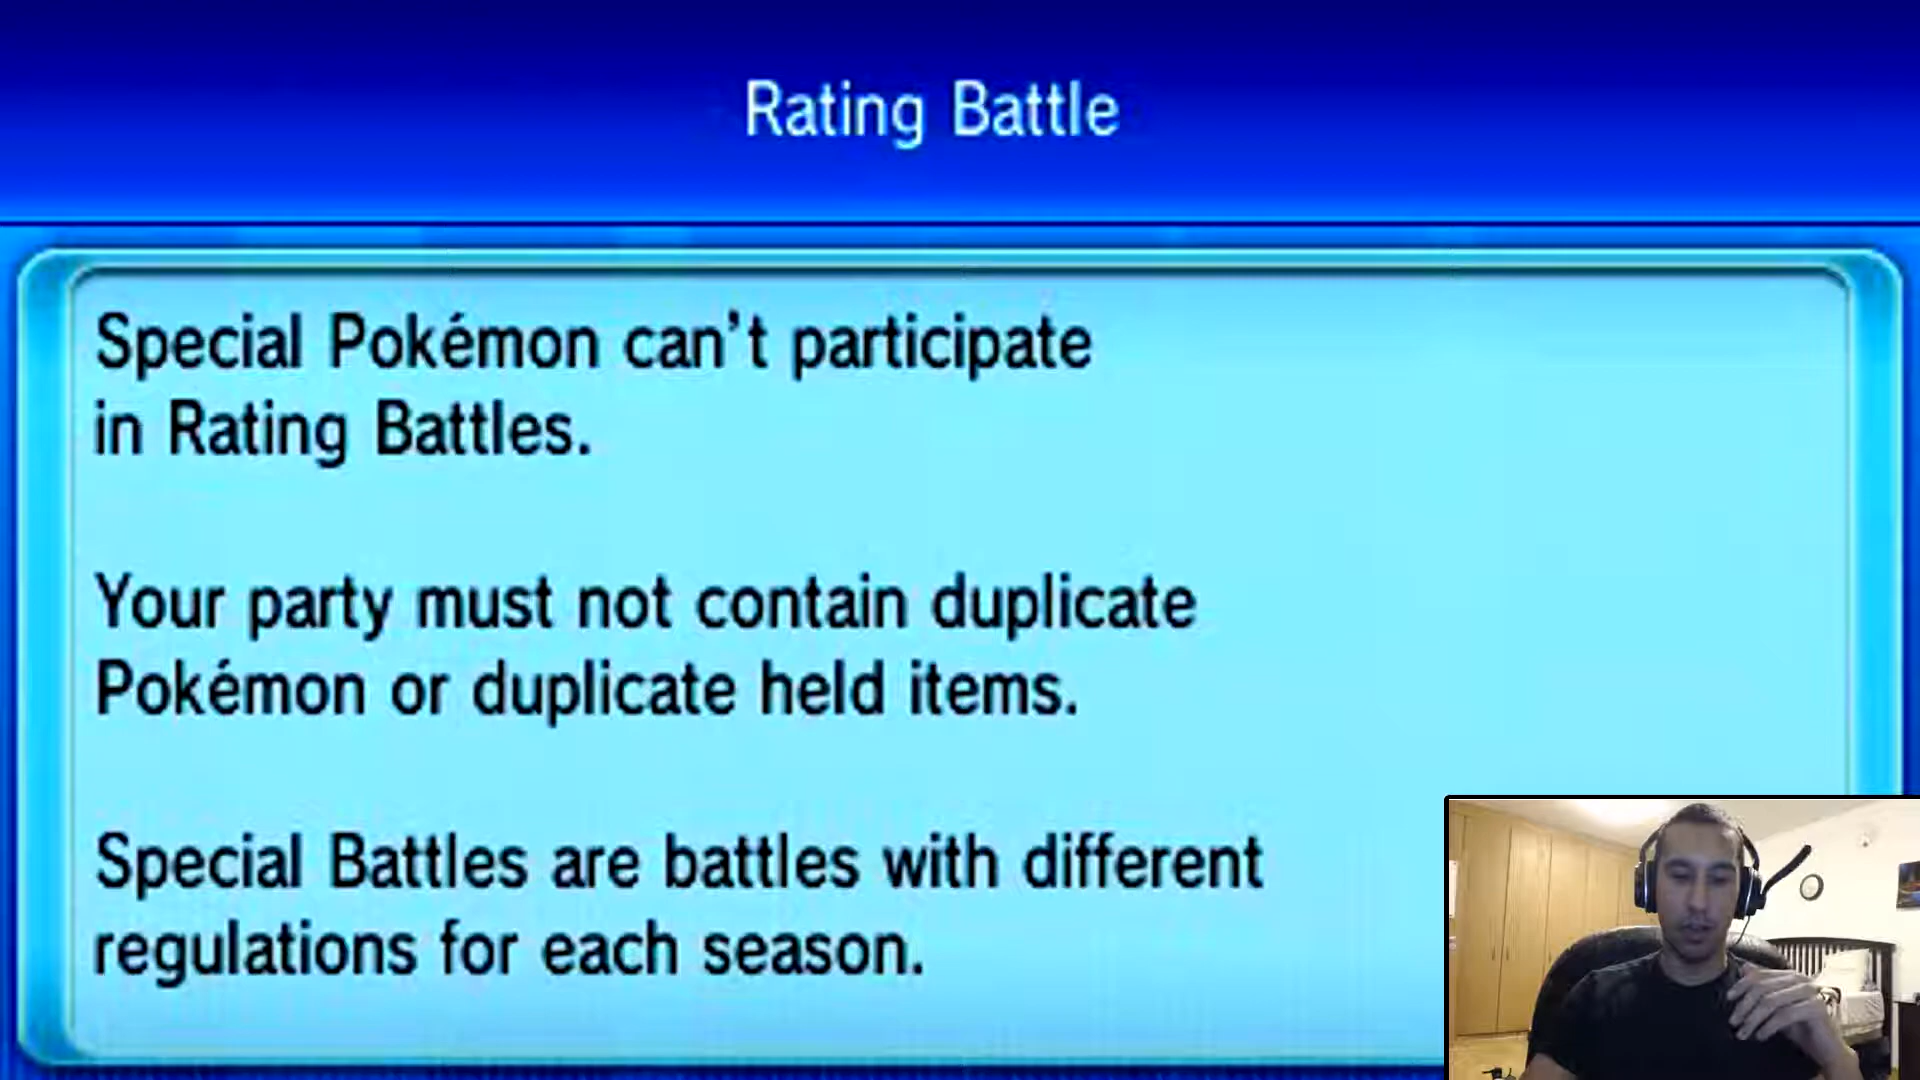 Rating Battle
Special Pokémon can't participate
in Rating Battles.
Your party must not contain duplicate
Pokémon or duplicate held items.
Special Battles are battles with different
regulations for each season.